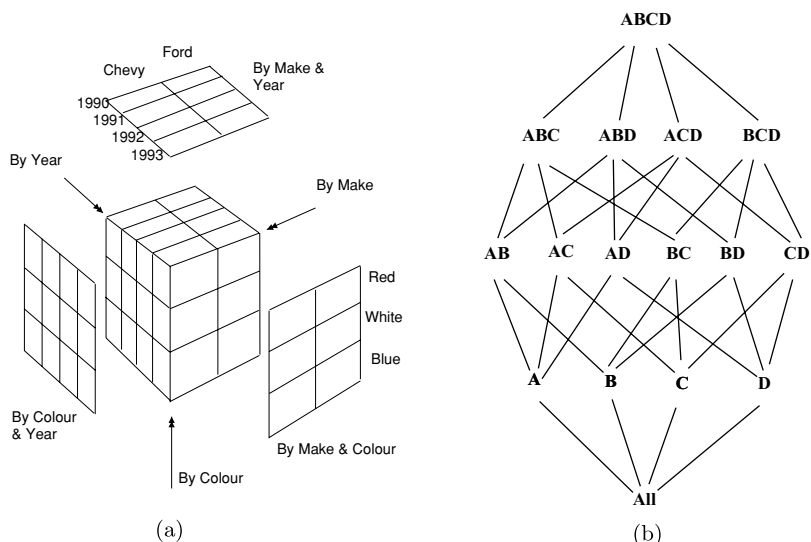 Ford
Chevy
By Make &
Year
1990
1991
1992
1993
By Year
By Make
Red
White
Blue
By Colour
& Year
By Make & Colour
By Colour
(a)
ABCD
ABC ABD ACD BCD
AB AC AD BC BD CD
A B C D
All
(b)